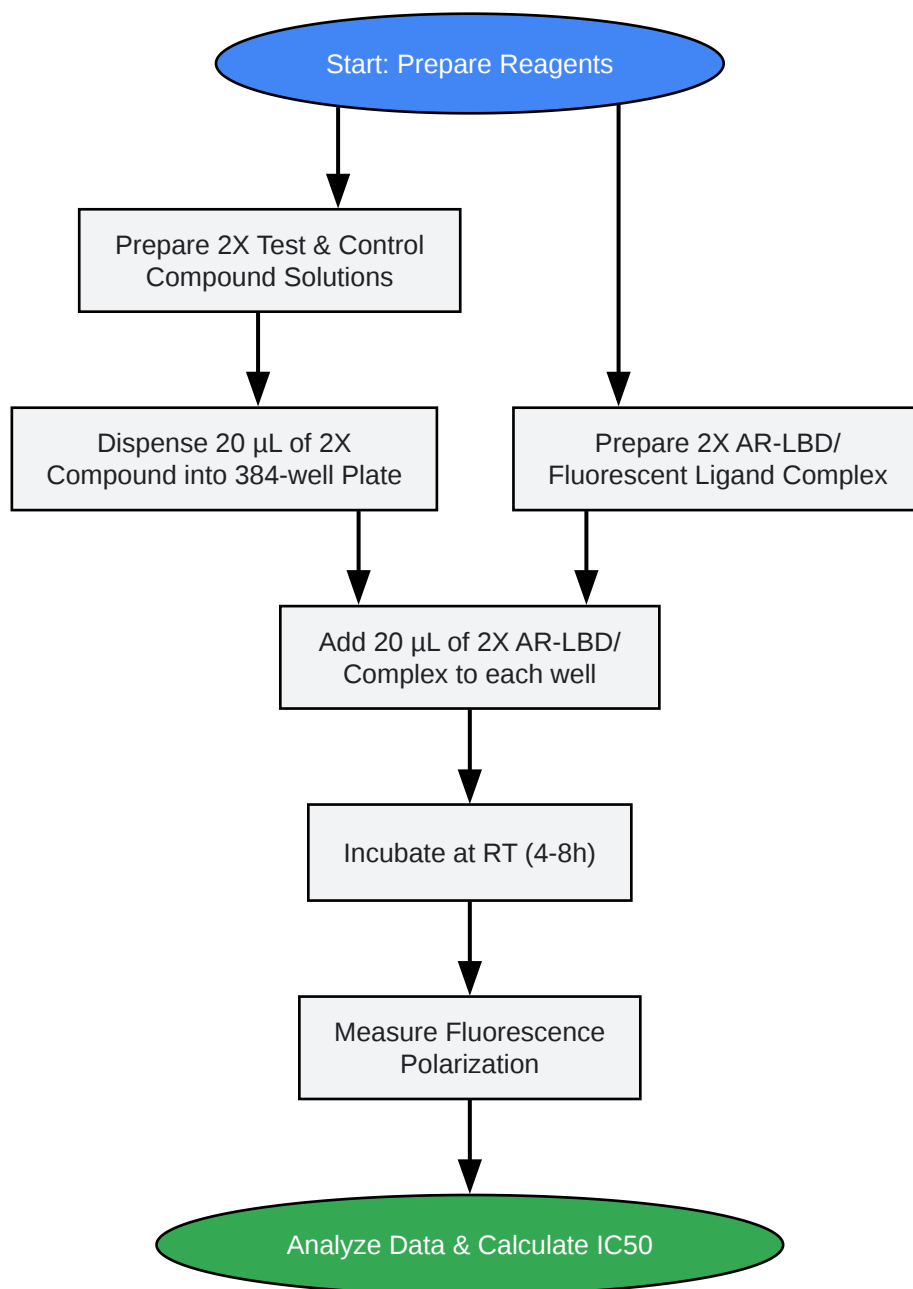 Start: Prepare Reagents
Prepare 2X Test & Control
Compound Solutions
Dispense 20 µL of 2X
Compound into 384-well Plate
Prepare 2X AR-LBD/
Fluorescent Ligand Complex
Add 20 µL of 2X AR-LBD/
Complex to each well
Incubate at RT (4-8h)
Measure Fluorescence
Polarization
Analyze Data & Calculate IC50